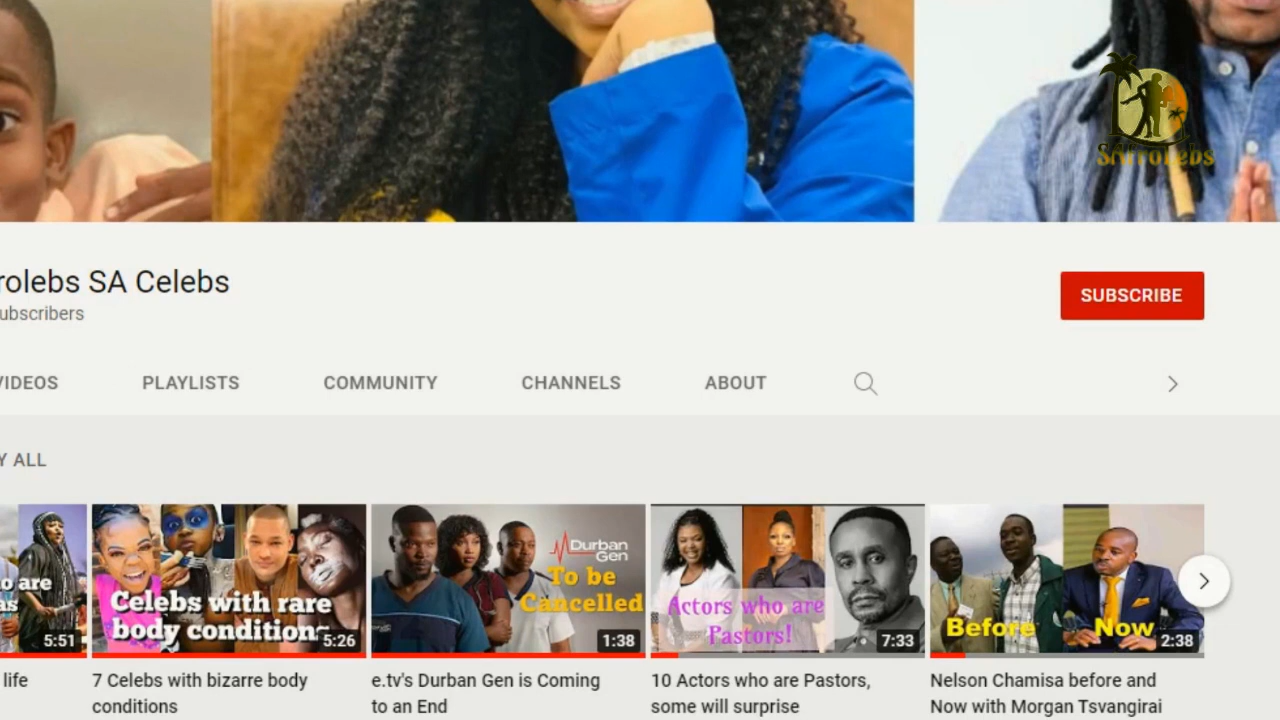 SAfrolebs
rolebs SA Celebs
ubscribers
SUBSCRIBE
VIDEOS PLAYLISTS COMMUNITY CHANNELS ABOUT
Y ALL
o are
as
5:51
Celebs with rare
body conditions
5:26
Durban
Gen
To be
Cancelled
1:38
Actors who are
Pastors!
7:33
Before Now
2:38
life
7 Celebs with bizarre body
conditions
e.tv's Durban Gen is Coming
to an End
10 Actors who are Pastors,
some will surprise
Nelson Chamisa before and
Now with Morgan Tsvangirai